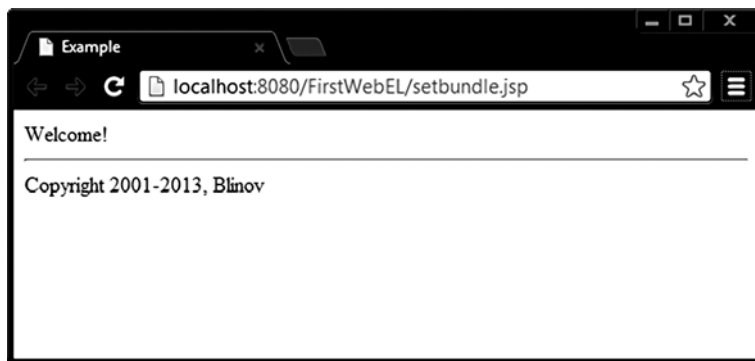 Example
localhost:8080/FirstWebEL/setbundle.jsp
Welcome!
Copyright 2001-2013, Blinov